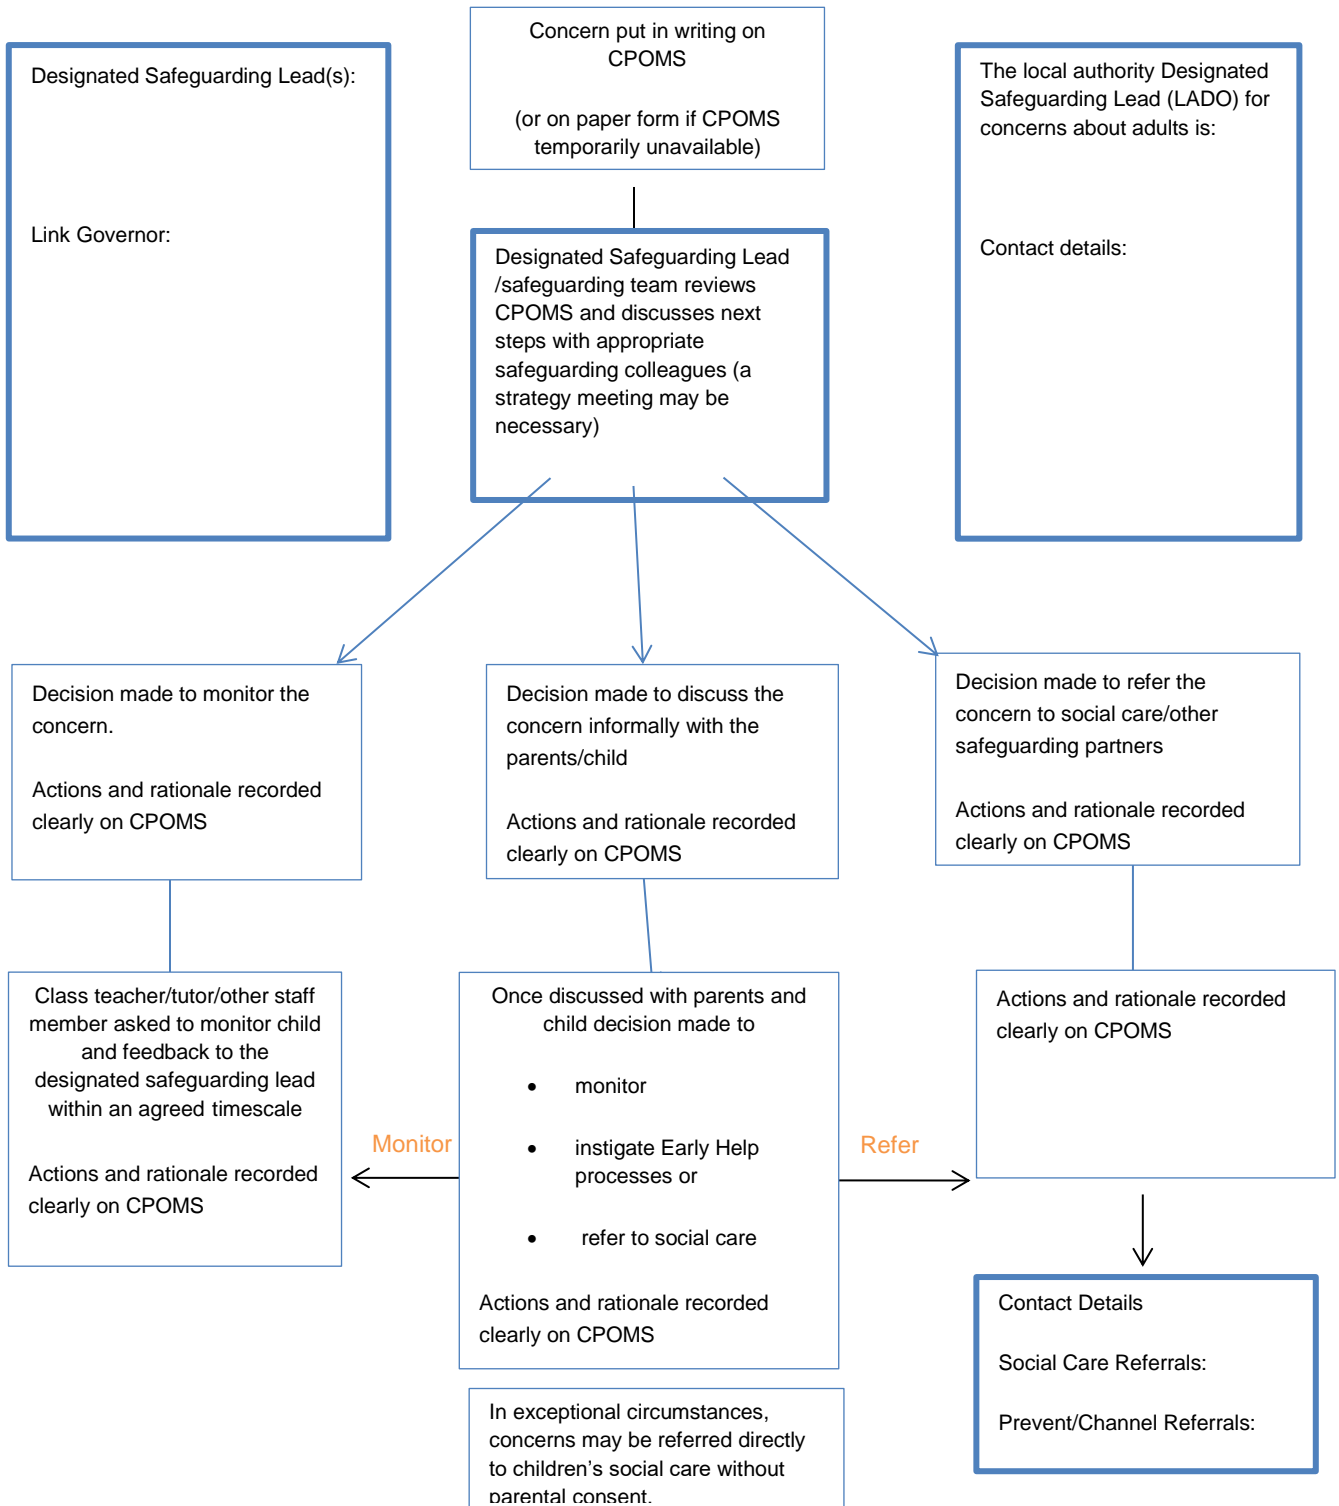 Concern put in writing on
CPOMS
(or on paper form if CPOMS
temporarily unavailable)
Designated Safeguarding Lead(s):
Link Governor:
The local authority Designated
Safeguarding Lead (LADO) for
concerns about adults is:
Contact details:
Designated Safeguarding Lead
/safeguarding team reviews
CPOMS and discusses next
steps with appropriate
safeguarding colleagues (a
strategy meeting may be
necessary)
Decision made to monitor the
concern.
Actions and rationale recorded
clearly on CPOMS
Decision made to discuss the
concern informally with the
parents/child
Actions and rationale recorded
clearly on CPOMS
Decision made to refer the
concern to social care/other
safeguarding partners
Actions and rationale recorded
clearly on CPOMS
Class teacher/tutor/other staff
member asked to monitor child
and feedback to the
designated safeguarding lead
within an agreed timescale
Actions and rationale recorded
clearly on CPOMS
Monitor
Once discussed with parents and
child decision made to
• monitor
• instigate Early Help
processes or
• refer to social care
Actions and rationale recorded
clearly on CPOMS
Refer
Actions and rationale recorded
clearly on CPOMS
Contact Details
Social Care Referrals:
Prevent/Channel Referrals:
In exceptional circumstances,
concerns may be referred directly
to children’s social care without
parental consent.